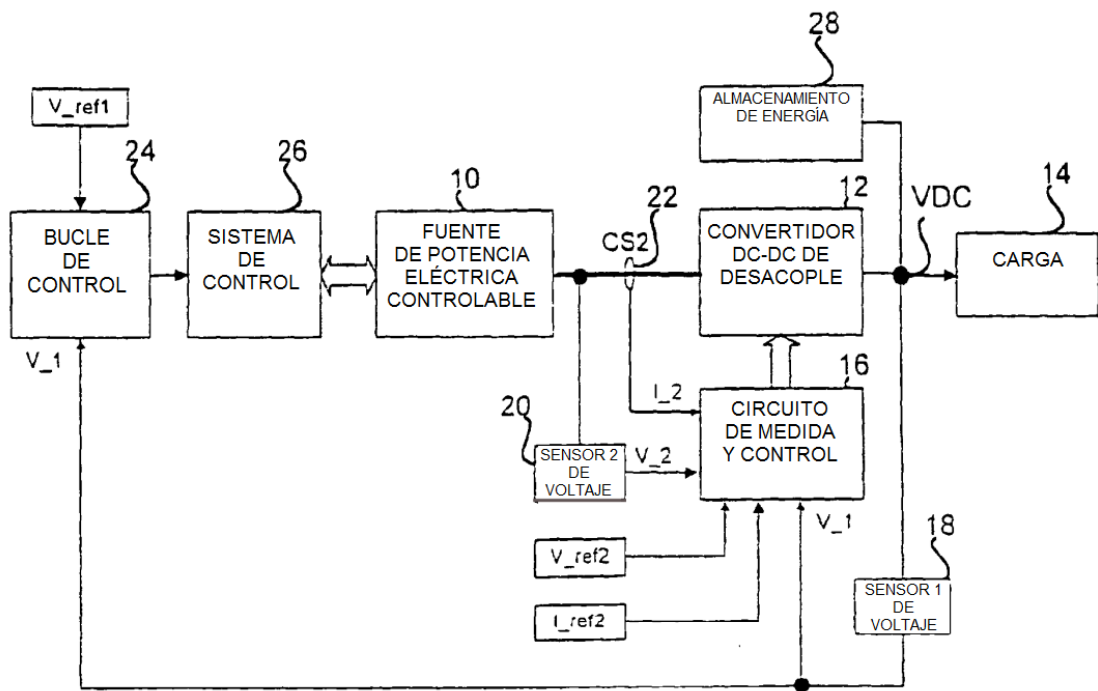 28
ALMACENAMIENTO
DE ENERGÍA
V_ref1
24
26
10
22
12
VDC
14
BUCLE
DE
CONTROL
SISTEMA
DE
CONTROL
FUENTE
DE POTENCIA
ELÉCTRICA
CONTROLABLE
CS2
CONVERTIDOR
DC-DC DE
DESACOPLE
CARGA
V_1
16
I_2
CIRCUITO
DE MEDIDA
Y CONTROL
20
SENSOR 2
DE
VOLTAJE
V_2
V_1
18
V_ref2
SENSOR 1
DE
VOLTAJE
I_ref2